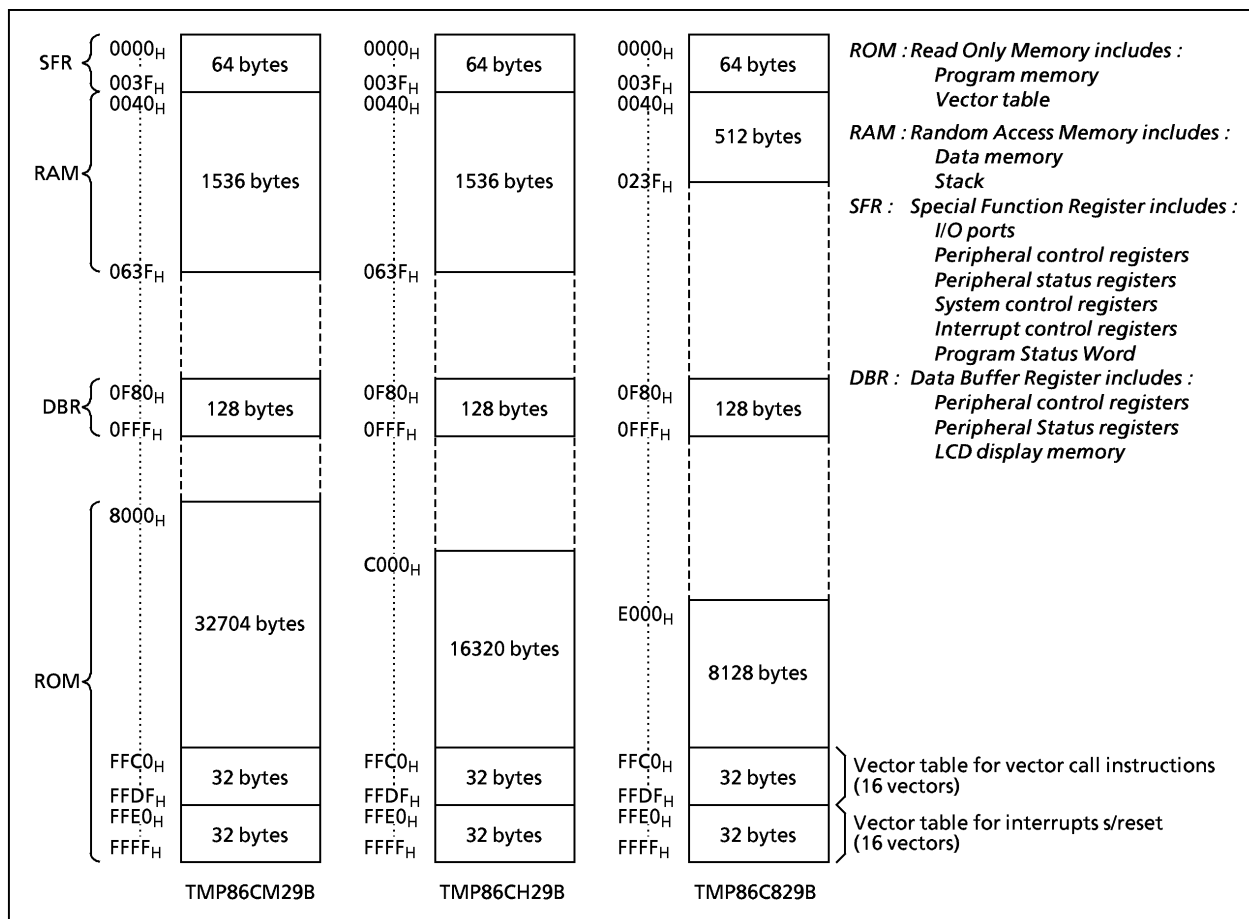 SFR
RAM
DBR
ROM
0000H
003FH
0040H
063FH
0F80H
0FFFH
8000H
FFC0H
FFDFH
FFE0H
FFFFH
64 bytes
1536 bytes
128 bytes
32704 bytes
32 bytes
32 bytes
TMP86CM29B
0000H
003FH
0040H
063FH
0F80H
0FFFH
C000H
FFC0H
FFDFH
FFE0H
FFFFH
64 bytes
1536 bytes
128 bytes
16320 bytes
32 bytes
32 bytes
TMP86CH29B
0000H
003FH
0040H
023FH
0F80H
0FFFH
E000H
FFC0H
FFDFH
FFE0H
FFFFH
64 bytes
512 bytes
128 bytes
8128 bytes
32 bytes
32 bytes
TMP86C829B
ROM : Read Only Memory includes :
Program memory
Vector table
RAM : Random Access Memory includes :
Data memory
Stack
SFR : Special Function Register includes :
I/O ports
Peripheral control registers
Peripheral status registers
System control registers
Interrupt control registers
Program Status Word
DBR : Data Buffer Register includes :
Peripheral control registers
Peripheral Status registers
LCD display memory
Vector table for vector call instructions
(16 vectors)
Vector table for interrupts s/reset
(16 vectors)